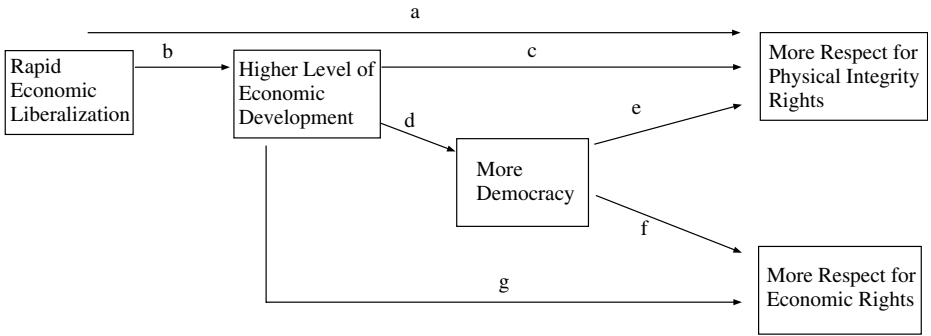 a
b
c
Rapid
Economic
Liberalization
Higher Level of
Economic
Development
More Respect for
Physical Integrity
Rights
d
e
More
Democracy
f
g
More Respect for
Economic Rights